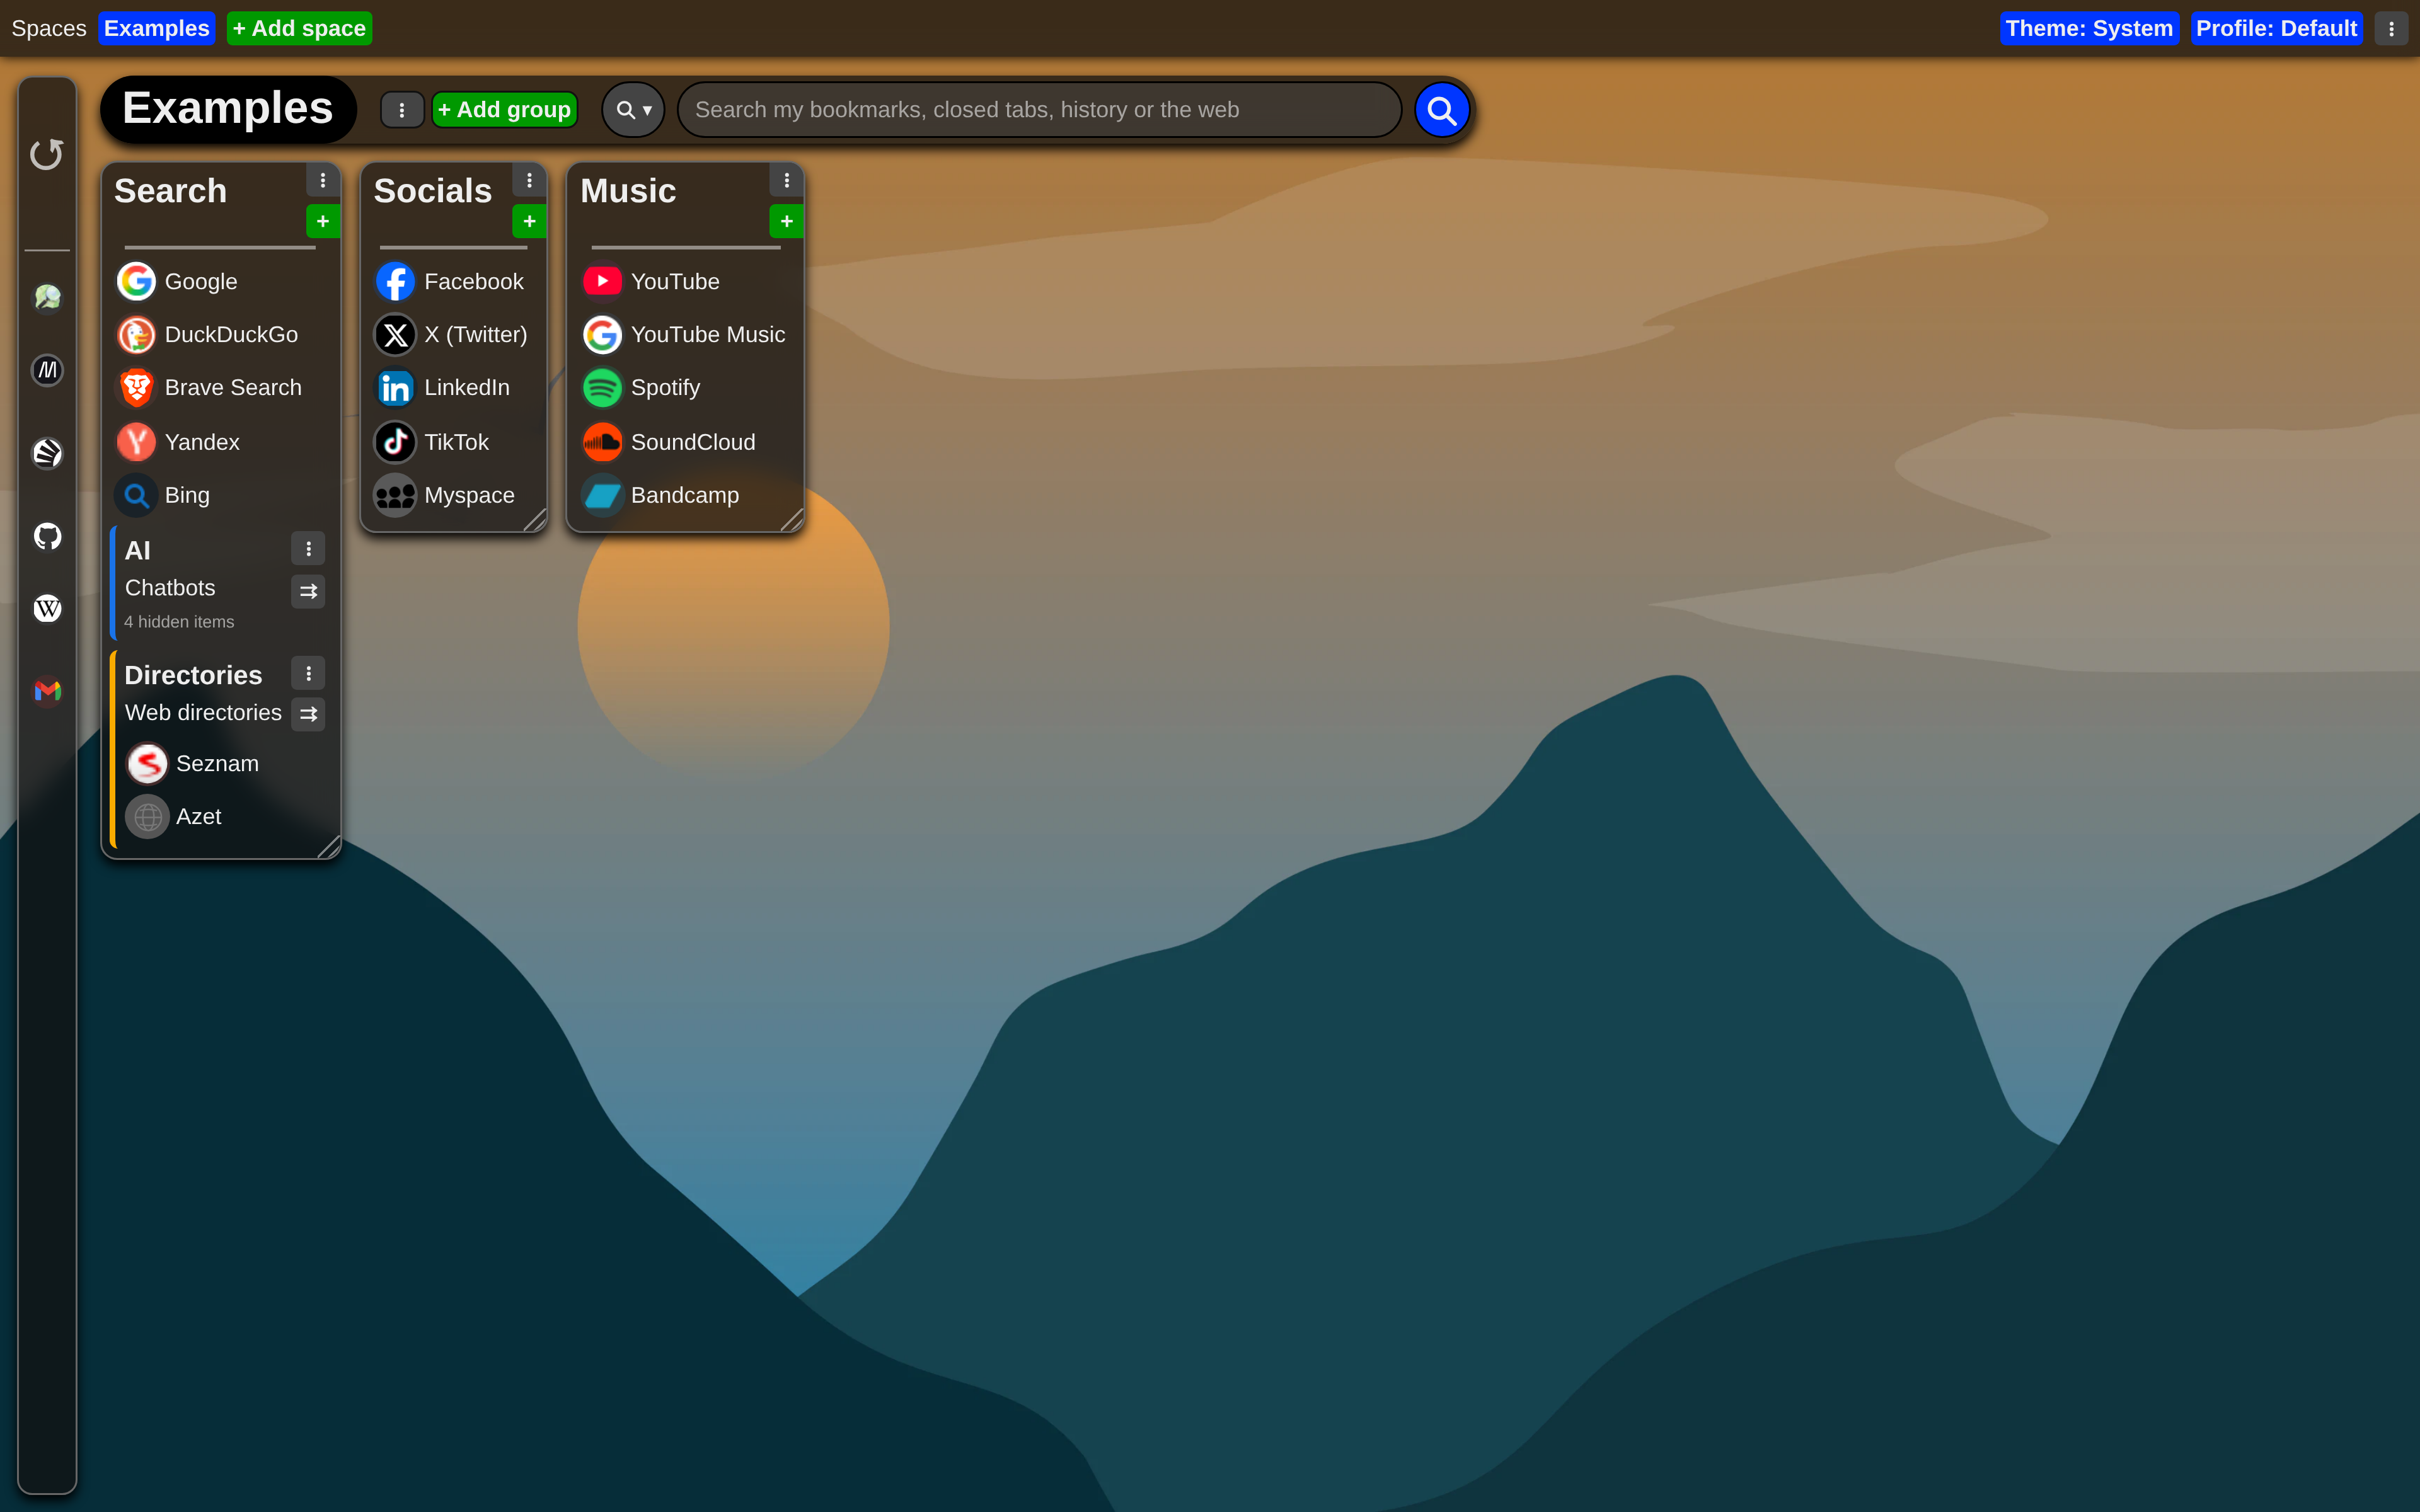 Spaces Examples + Add space Theme: System Profile: Default
Examples + Add group Search my bookmarks, closed tabs, history or the web
Search
+
Google
DuckDuckGo
Brave Search
Yandex
Bing
AI
Chatbots
4 hidden items
Directories
Web directories
Seznam
Azet
Socials
+
Facebook
X (Twitter)
LinkedIn
TikTok
Myspace
Music
+
YouTube
YouTube Music
Spotify
SoundCloud
Bandcamp